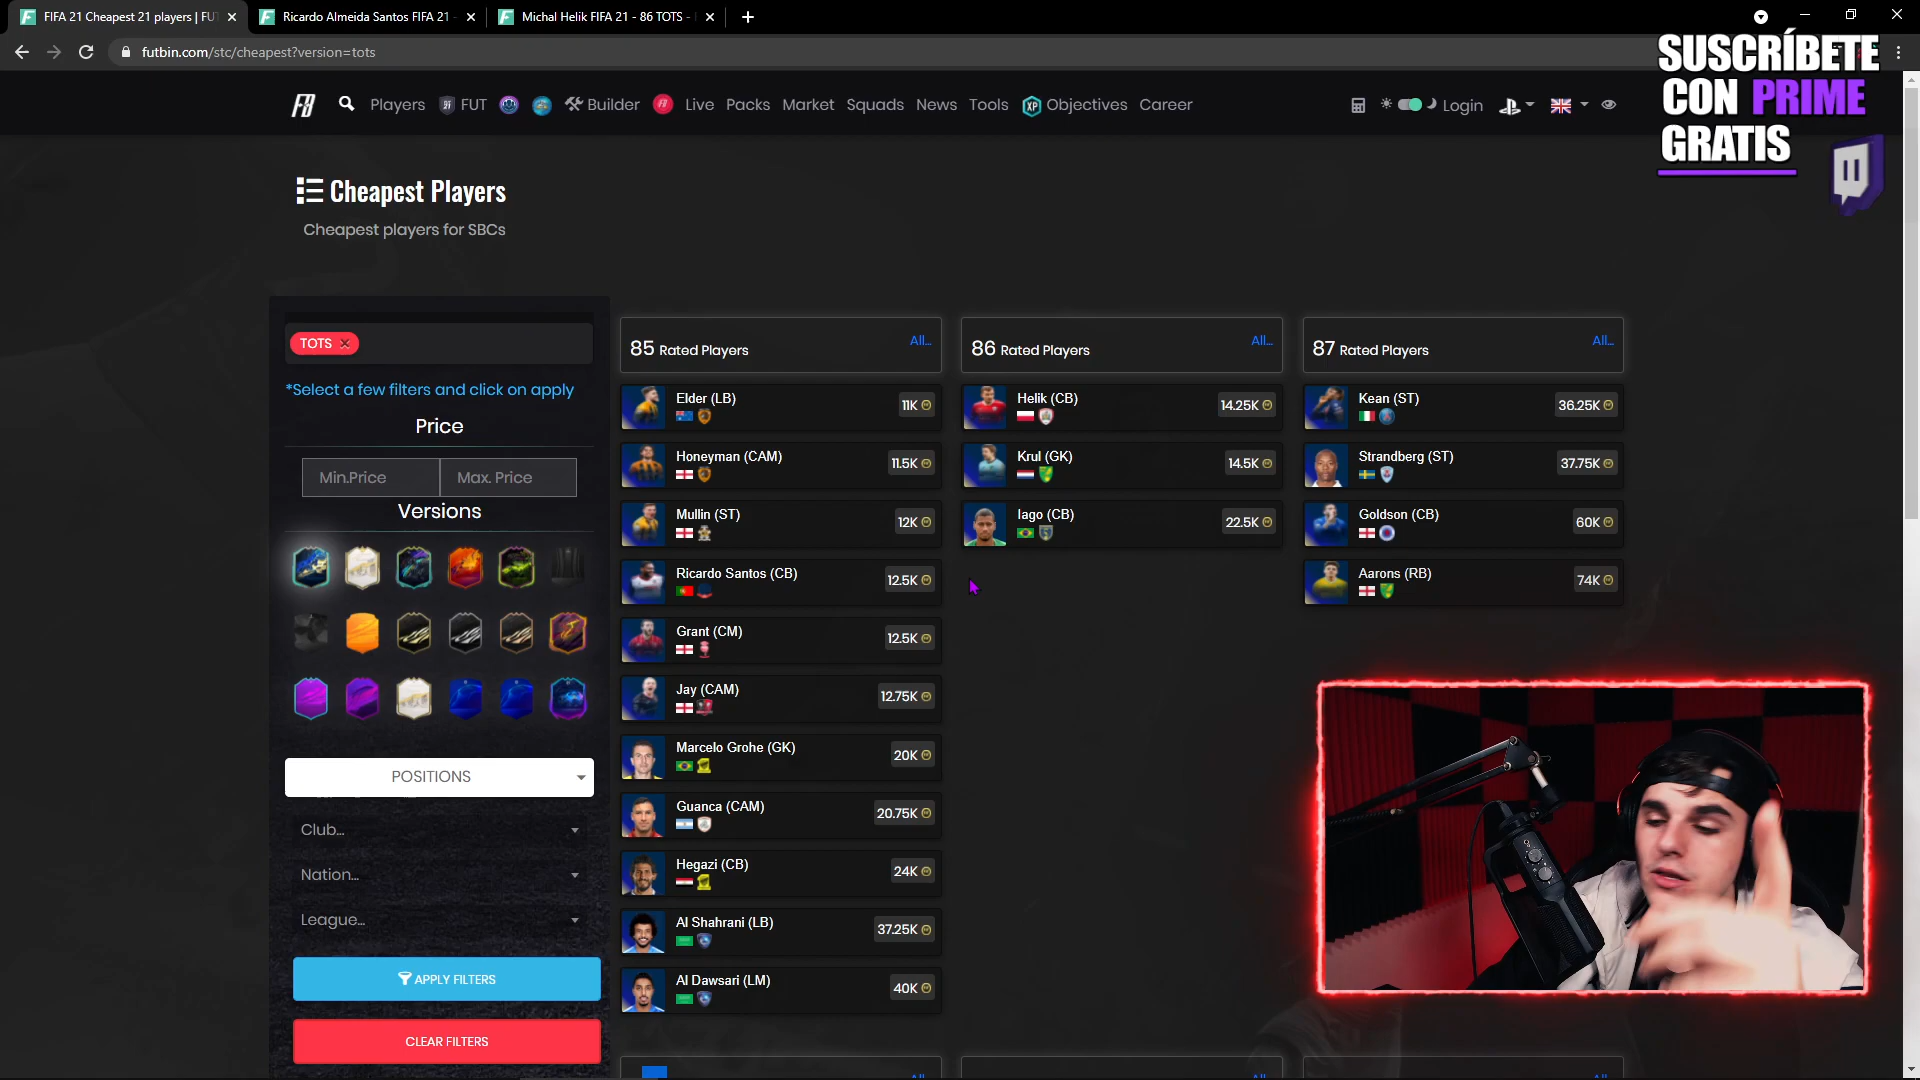 FIFA 21 Cheapest 21 players | FU
Ricardo Almeida Santos FIFA 21 -
Michal Helik FIFA 21 - 86 TOTS -
futbin.com/stc/cheapest?version=tots
SUSCRÍBETE
CON PRIME
GRATIS
Players
FUT
Builder
Live
Packs
Market
Squads
News
Tools
XP
Objectives
Career
Login
Cheapest Players
Cheapest players for SBCs
TOTS
*Select a few filters and click on apply
Price
Min.Price
Max. Price
Versions
POSITIONS
Club...
Nation...
League...
APPLY FILTERS
CLEAR FILTERS
85 Rated Players
All...
Elder (LB)
11K
Honeyman (CAM)
11.5K
Mullin (ST)
12K
Ricardo Santos (CB)
12.5K
Grant (CM)
12.5K
Jay (CAM)
12.75K
Marcelo Grohe (GK)
20K
Guanca (CAM)
20.75K
Hegazi (CB)
24K
Al Shahrani (LB)
37.25K
Al Dawsari (LM)
40K
86 Rated Players
All...
Helik (CB)
14.25K
Krul (GK)
14.5K
Iago (CB)
22.5K
87 Rated Players
All...
Kean (ST)
36.25K
Strandberg (ST)
37.75K
Goldson (CB)
60K
Aarons (RB)
74K